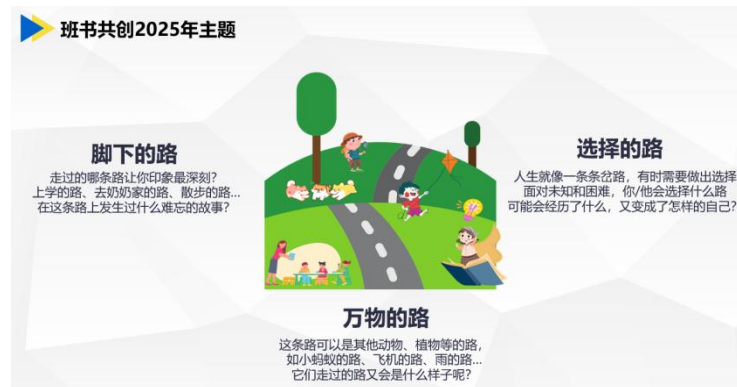 班书共创2025年主题
脚下的路
走过的哪条路让你印象最深刻？
上学的路、去奶奶家的路、散步的路...
在这条路上发生过什么难忘的故事？
选择的路
人生就像一条条岔路，有时需要做出选择
面对未知和困难，你/他会选择什么路
可能会经历了什么，又变成了怎样的自己？
万物的路
这条路可以是其他动物、植物等的路，
如小蚂蚁的路、飞机的路、雨的路...
它们走过的路又会是什么样子呢？